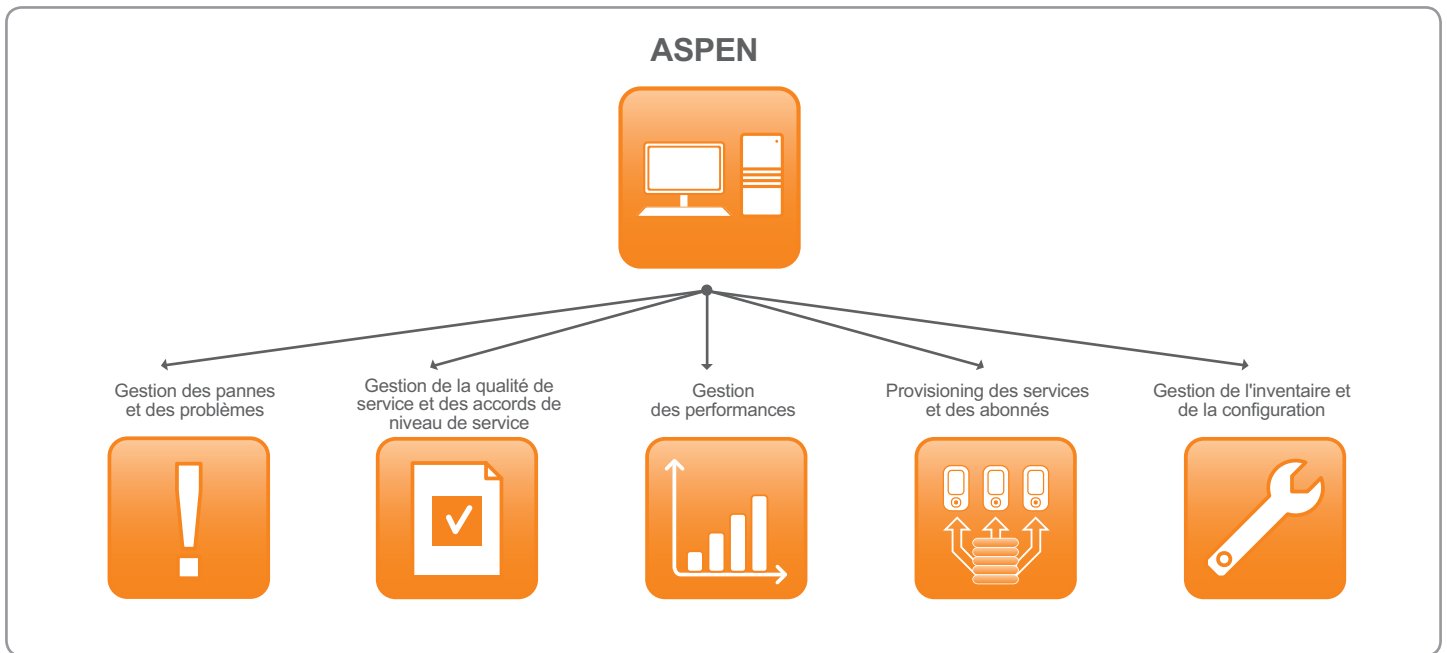 ASPEN
Gestion des pannes
et des problèmes
Gestion de la qualité de
service et des accords de
niveau de service
Gestion
des performances
Provisioning des services
et des abonnés
Gestion de l'inventaire et
de la configuration